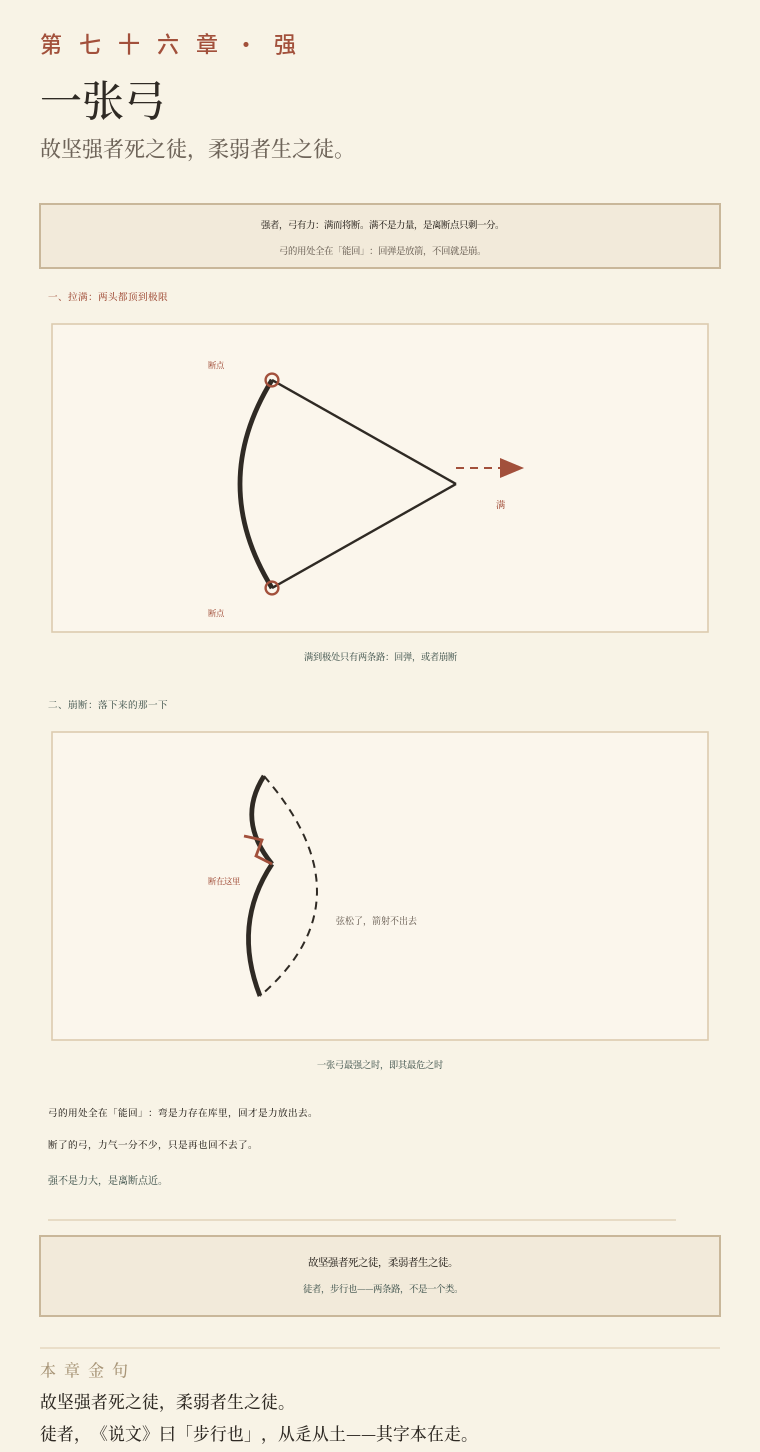 第七十六章·强
一张弓
故坚强者死之徒，柔弱者生之徒。
强者，弓有力：满而将断。满不是力量，是离断点只剩一分。
弓的用处全在「能回」：回弹是放箭，不回就是崩。
一、拉满：两头都顶到极限
断点
满
断点
满到极处只有两条路：回弹，或者崩断
二、崩断：落下来的那一下
断在这里
弦松了，箭射不出去
一张弓最强之时，即其最危之时
弓的用处全在「能回」：弯是力存在库里，回才是力放出去。
断了的弓，力气一分不少，只是再也回不去了。
强不是力大，是离断点近。
故坚强者死之徒，柔弱者生之徒。
徒者，步行也——两条路，不是一个类。
本章金句
故坚强者死之徒，柔弱者生之徒。
徒者，《说文》曰「步行也」，从辵从土——其字本在走。